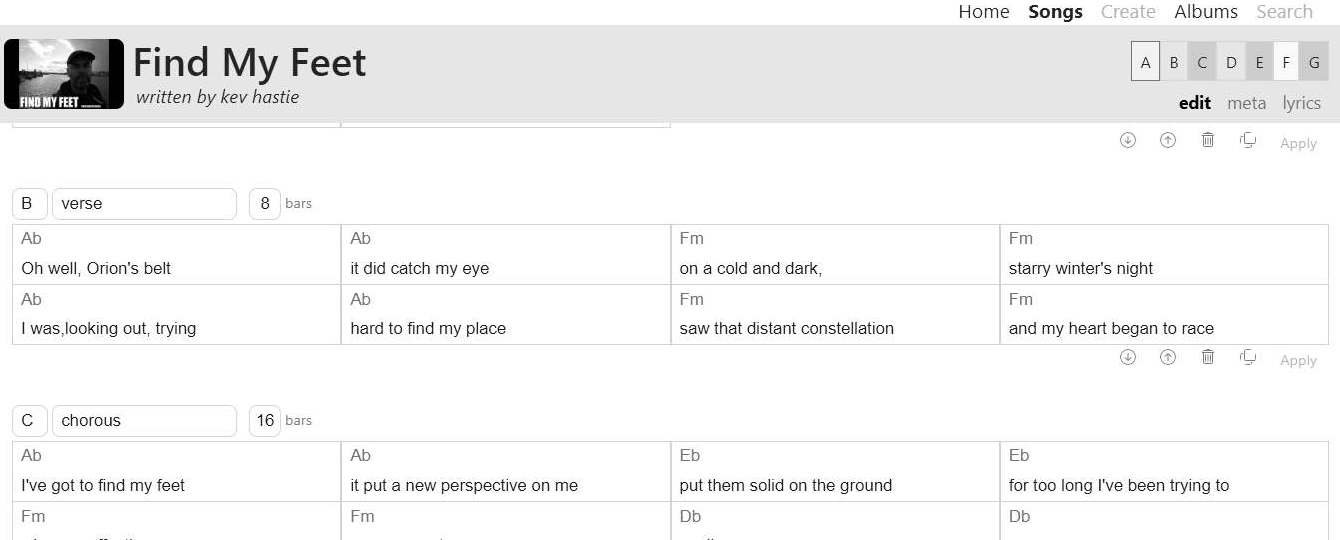 Home Songs Create Albums Search
Find My Feet
written by kev hastie
FIND MY FEET
A B C D E F G
edit meta lyrics
Apply
B verse 8 bars
Ab Ab Fm Fm
Oh well, Orion's belt it did catch my eye on a cold and dark, starry winter's night
Ab Ab Fm Fm
I was,looking out, trying hard to find my place saw that distant constellation and my heart began to race
Apply
C chorous 16 bars
Ab Ab Eb Eb
I've got to find my feet it put a new perspective on me put them solid on the ground for too long I've been trying to
Fm Fm Db Db